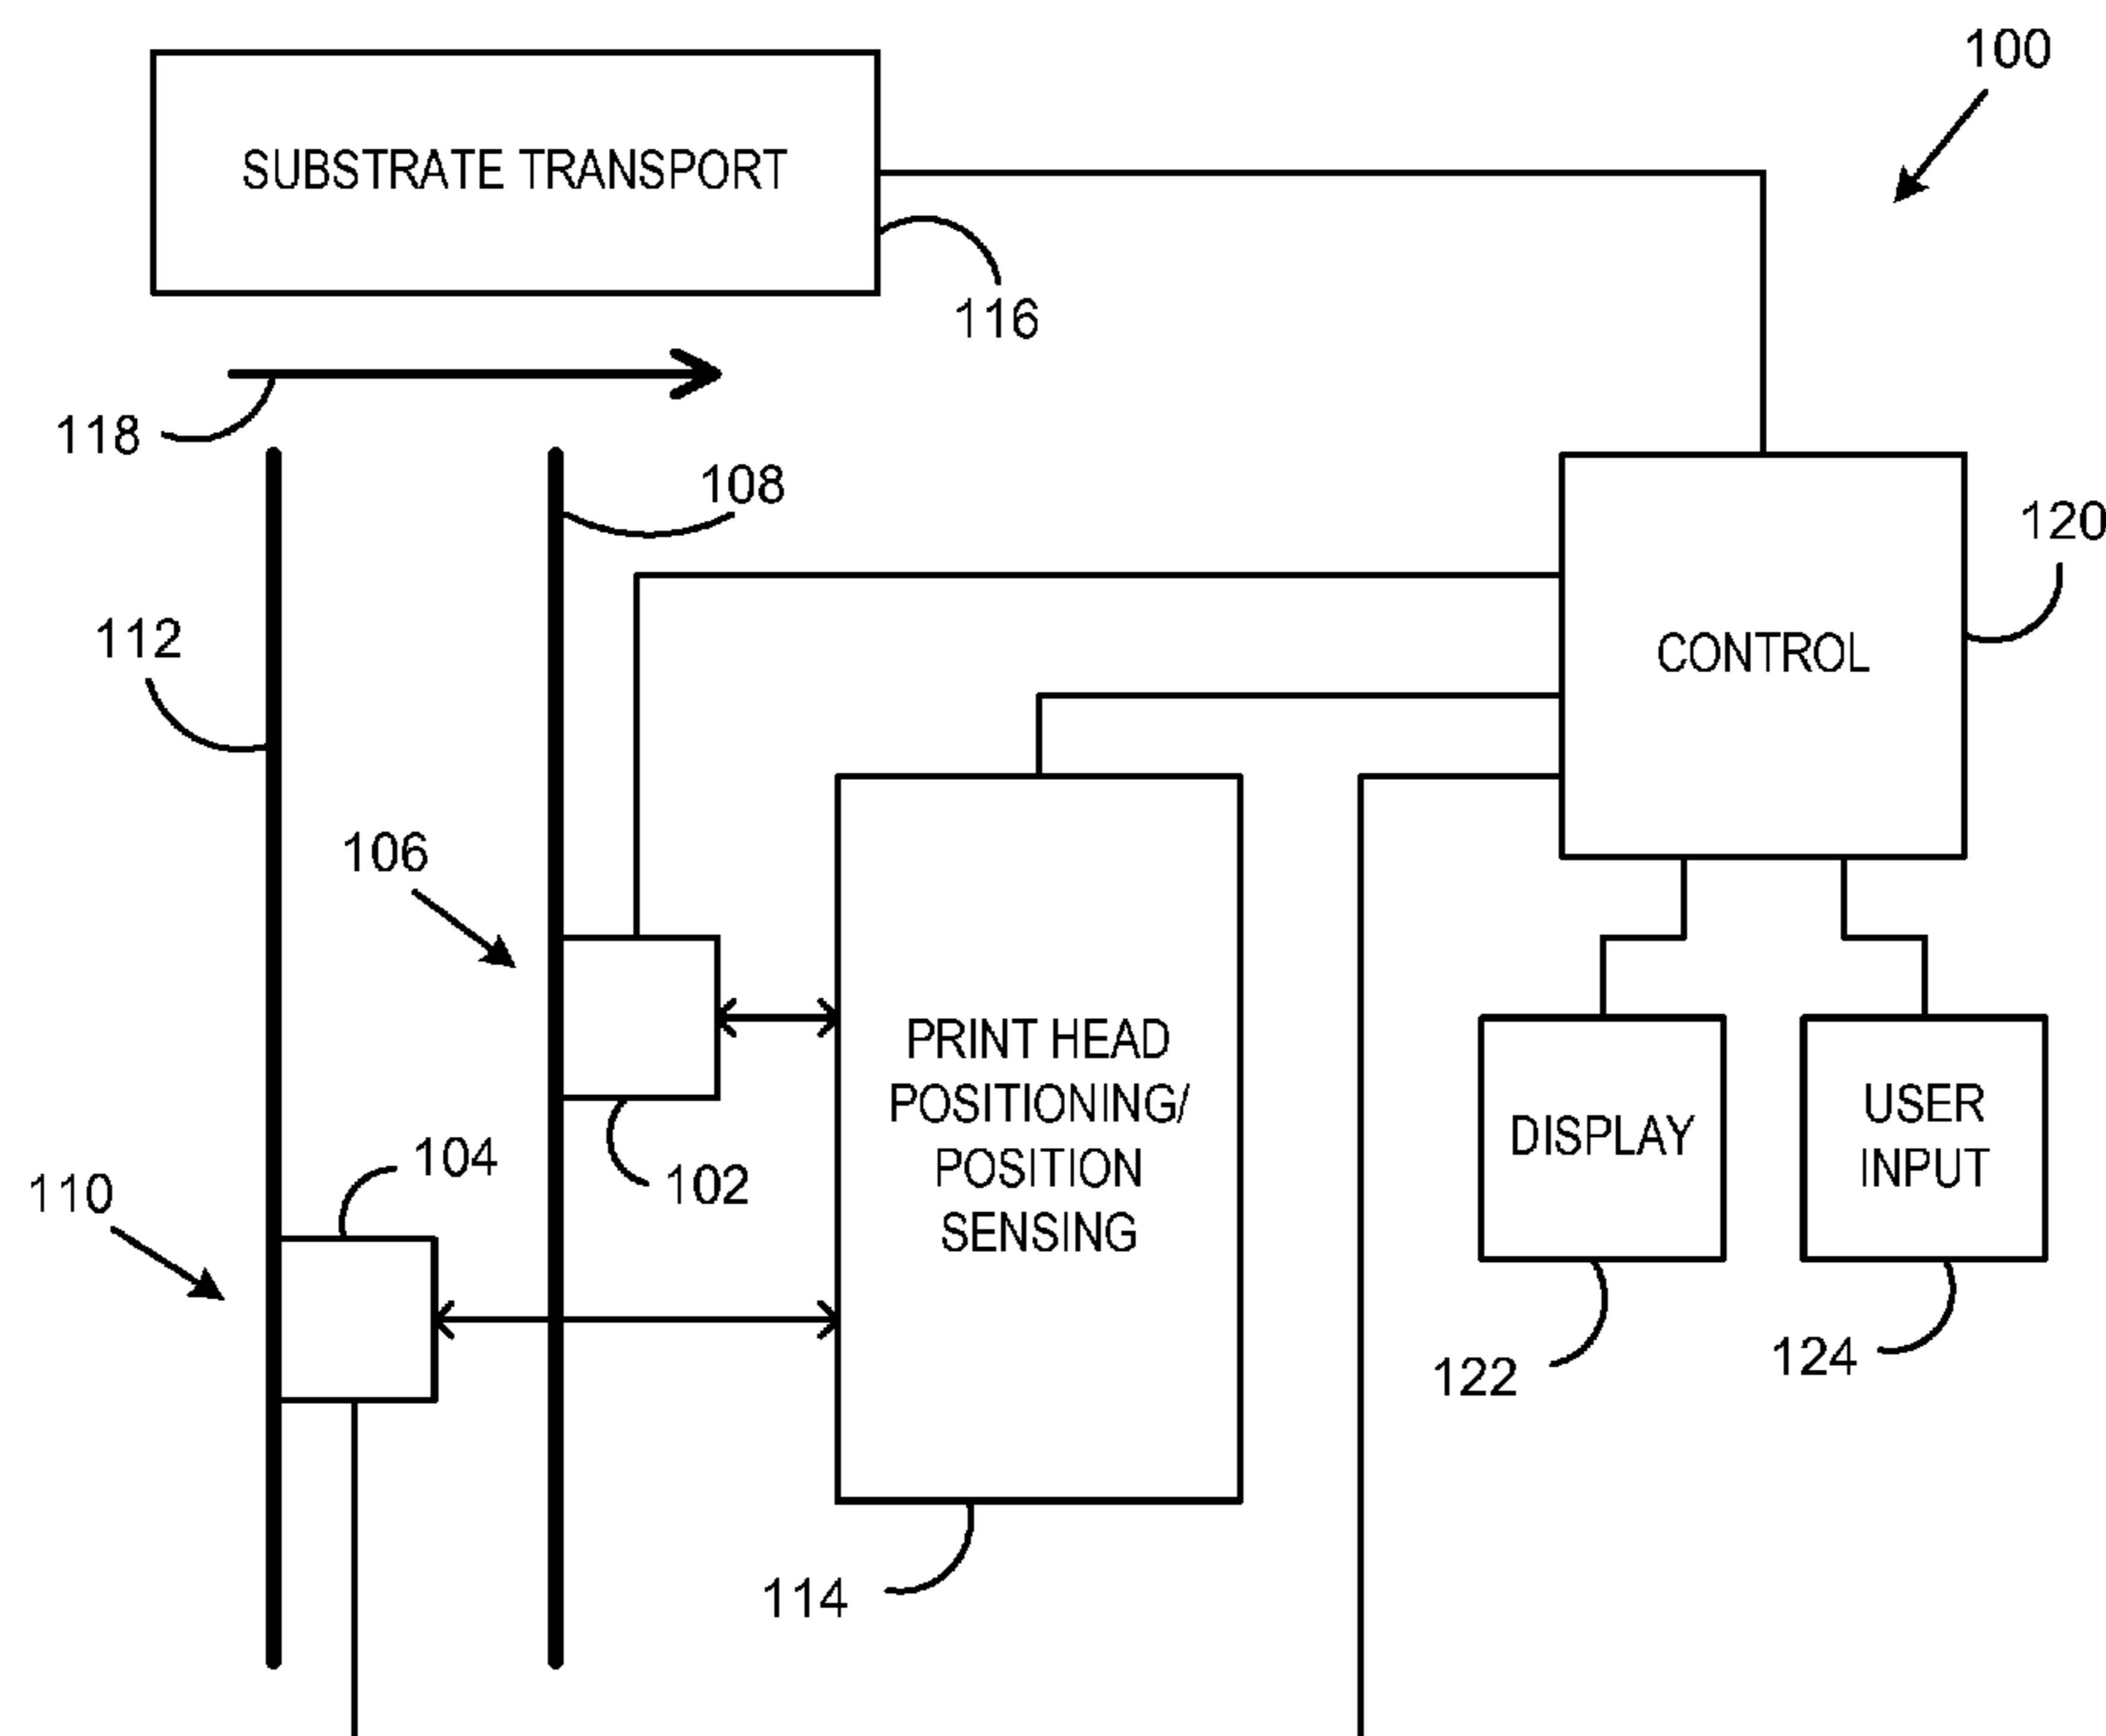 100
SUBSTRATE TRANSPORT
116
118
108
120
112
CONTROL
106
PRINT HEAD
POSITIONING/
POSITION
SENSING
DISPLAY
USER
INPUT
104
102
110
122
124
114